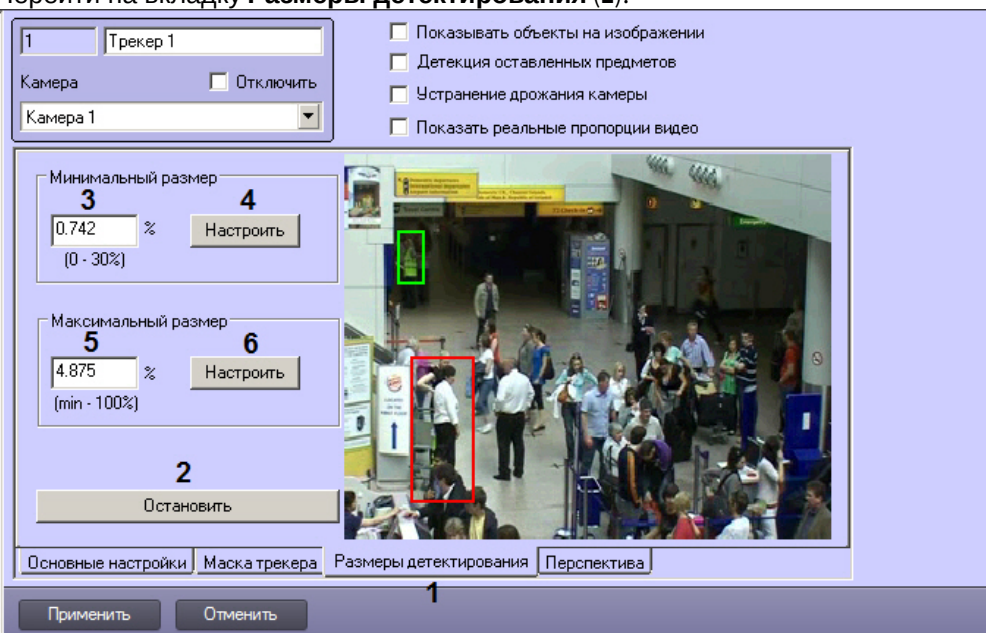 перейти на вкладку Размеры детектирования (1).
1 Трекер 1
Камера Отключить
Камера 1
Показывать объекты на изображении
Детекция оставленных предметов
Устранение дрожания камеры
Показать реальные пропорции видео
Минимальный размер
3 4
0.742 % Настроить
(0 - 30%)
Максимальный размер
5 6
4.875 % Настроить
(min - 100%)
2
Остановить
Основные настройки Маска трекера Размеры детектирования Перспектива
1
Применить Отменить